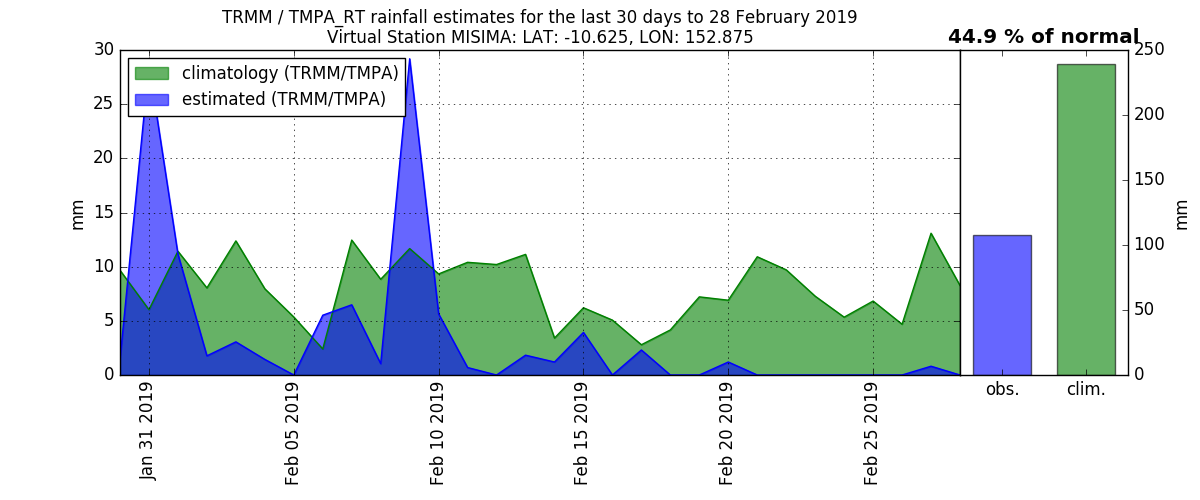 TRMM / TMPA_RT rainfall estimates for the last 30 days to 28 February 2019
Virtual Station MISIMA: LAT: -10.625, LON: 152.875
44.9 % of normal
climatology (TRMM/TMPA)
estimated (TRMM/TMPA)
30
25
20
15
10
5
0
mm
Jan 31 2019
Feb 05 2019
Feb 10 2019
Feb 15 2019
Feb 20 2019
Feb 25 2019
250
200
150
100
50
0
mm
obs.
clim.